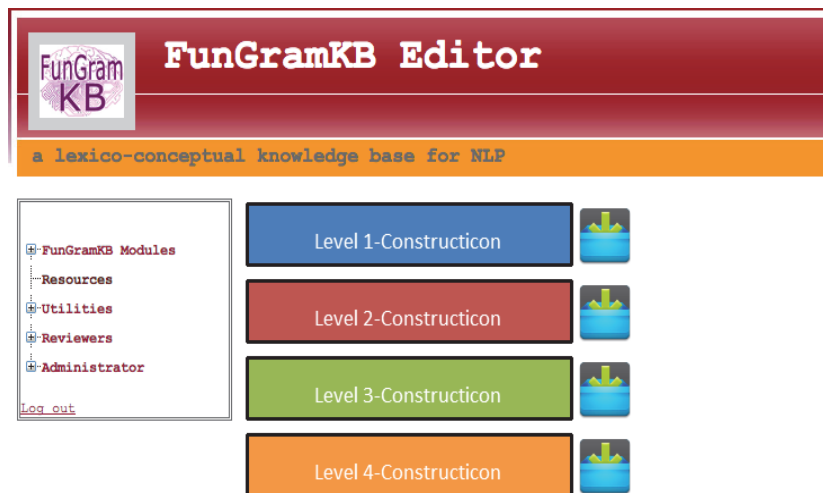 FunGram
KB
FunGramKB Editor
a lexico-conceptual knowledge base for NLP
FunGramKB Modules
Resources
Utilities
Reviewers
Administrator
Log out
Level 1-Constructicon
Level 2-Constructicon
Level 3-Constructicon
Level 4-Constructicon